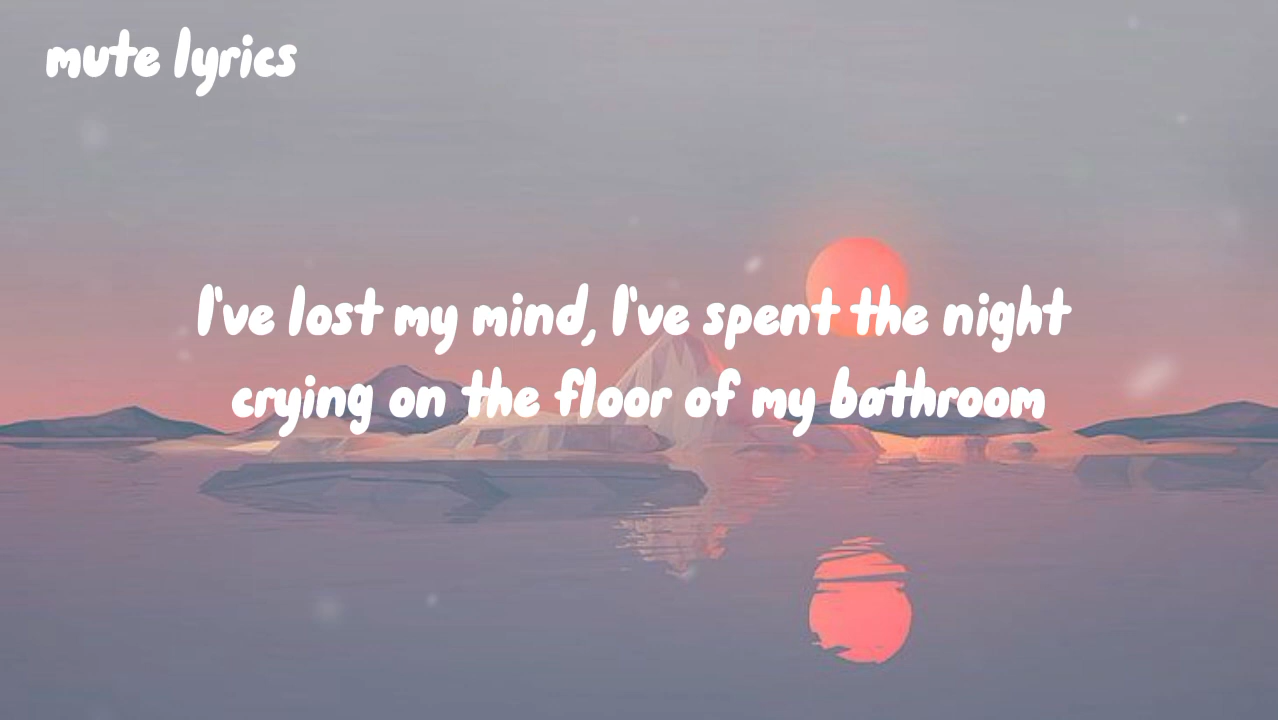 mute lyrics
I've lost my mind, I've spent the night
crying on the floor of my bathroom